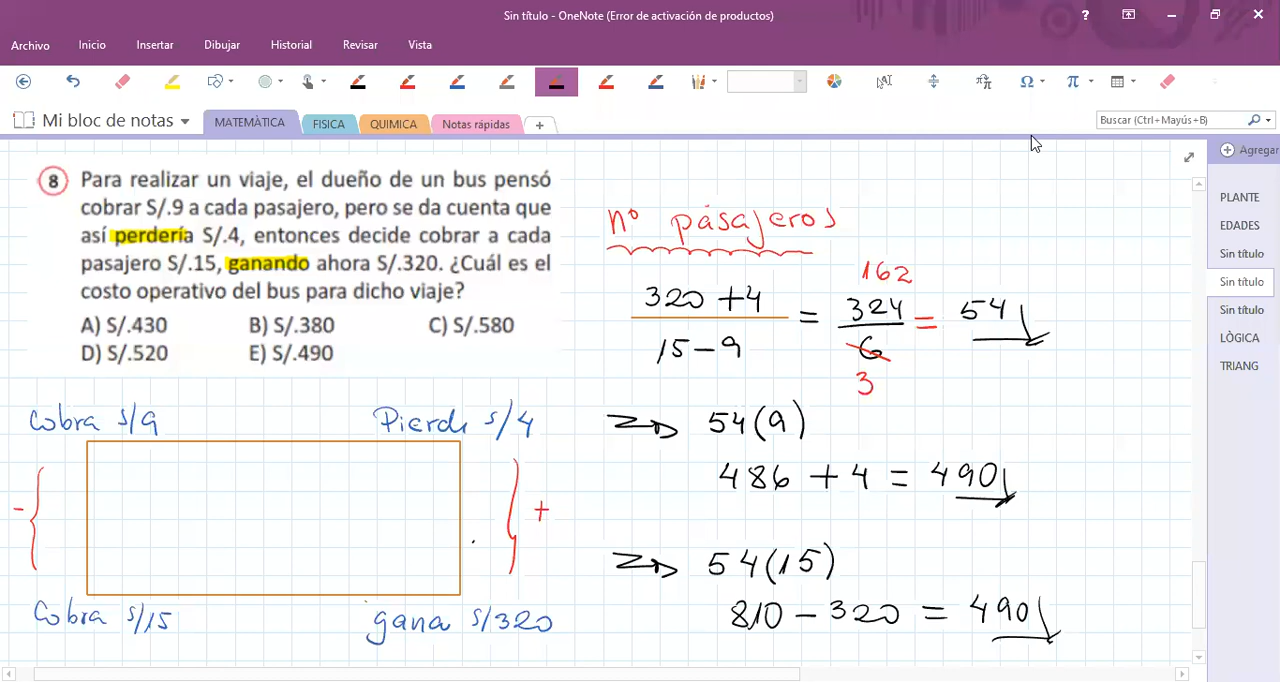 Sin título - OneNote (Error de activación de productos)
?
Archivo Inicio Insertar Dibujar Historial Revisar Vista
Mi bloc de notas MATEMÀTICA FISICA QUIMICA Notas rápidas +
Buscar (Ctrl+Mayús+B)
Agregar
PLANTE
EDADES
Sin título
Sin título
Sin título
LÒGICA
TRIANG
8 Para realizar un viaje, el dueño de un bus pensó
cobrar S/.9 a cada pasajero, pero se da cuenta que
así perdería S/.4, entonces decide cobrar a cada
pasajero S/.15, ganando ahora S/.320. ¿Cuál es el
costo operativo del bus para dicho viaje?
A) S/.430 B) S/.380 C) S/.580
D) S/.520 E) S/.490
Cobra s/9 Pierde s/4
- { } +
Cobra s/15 gana s/320
nº pasajeros
162
320 + 4 = 324 = 54
15 - 9 6
3
54(9)
486 + 4 = 490
54(15)
810 - 320 = 490